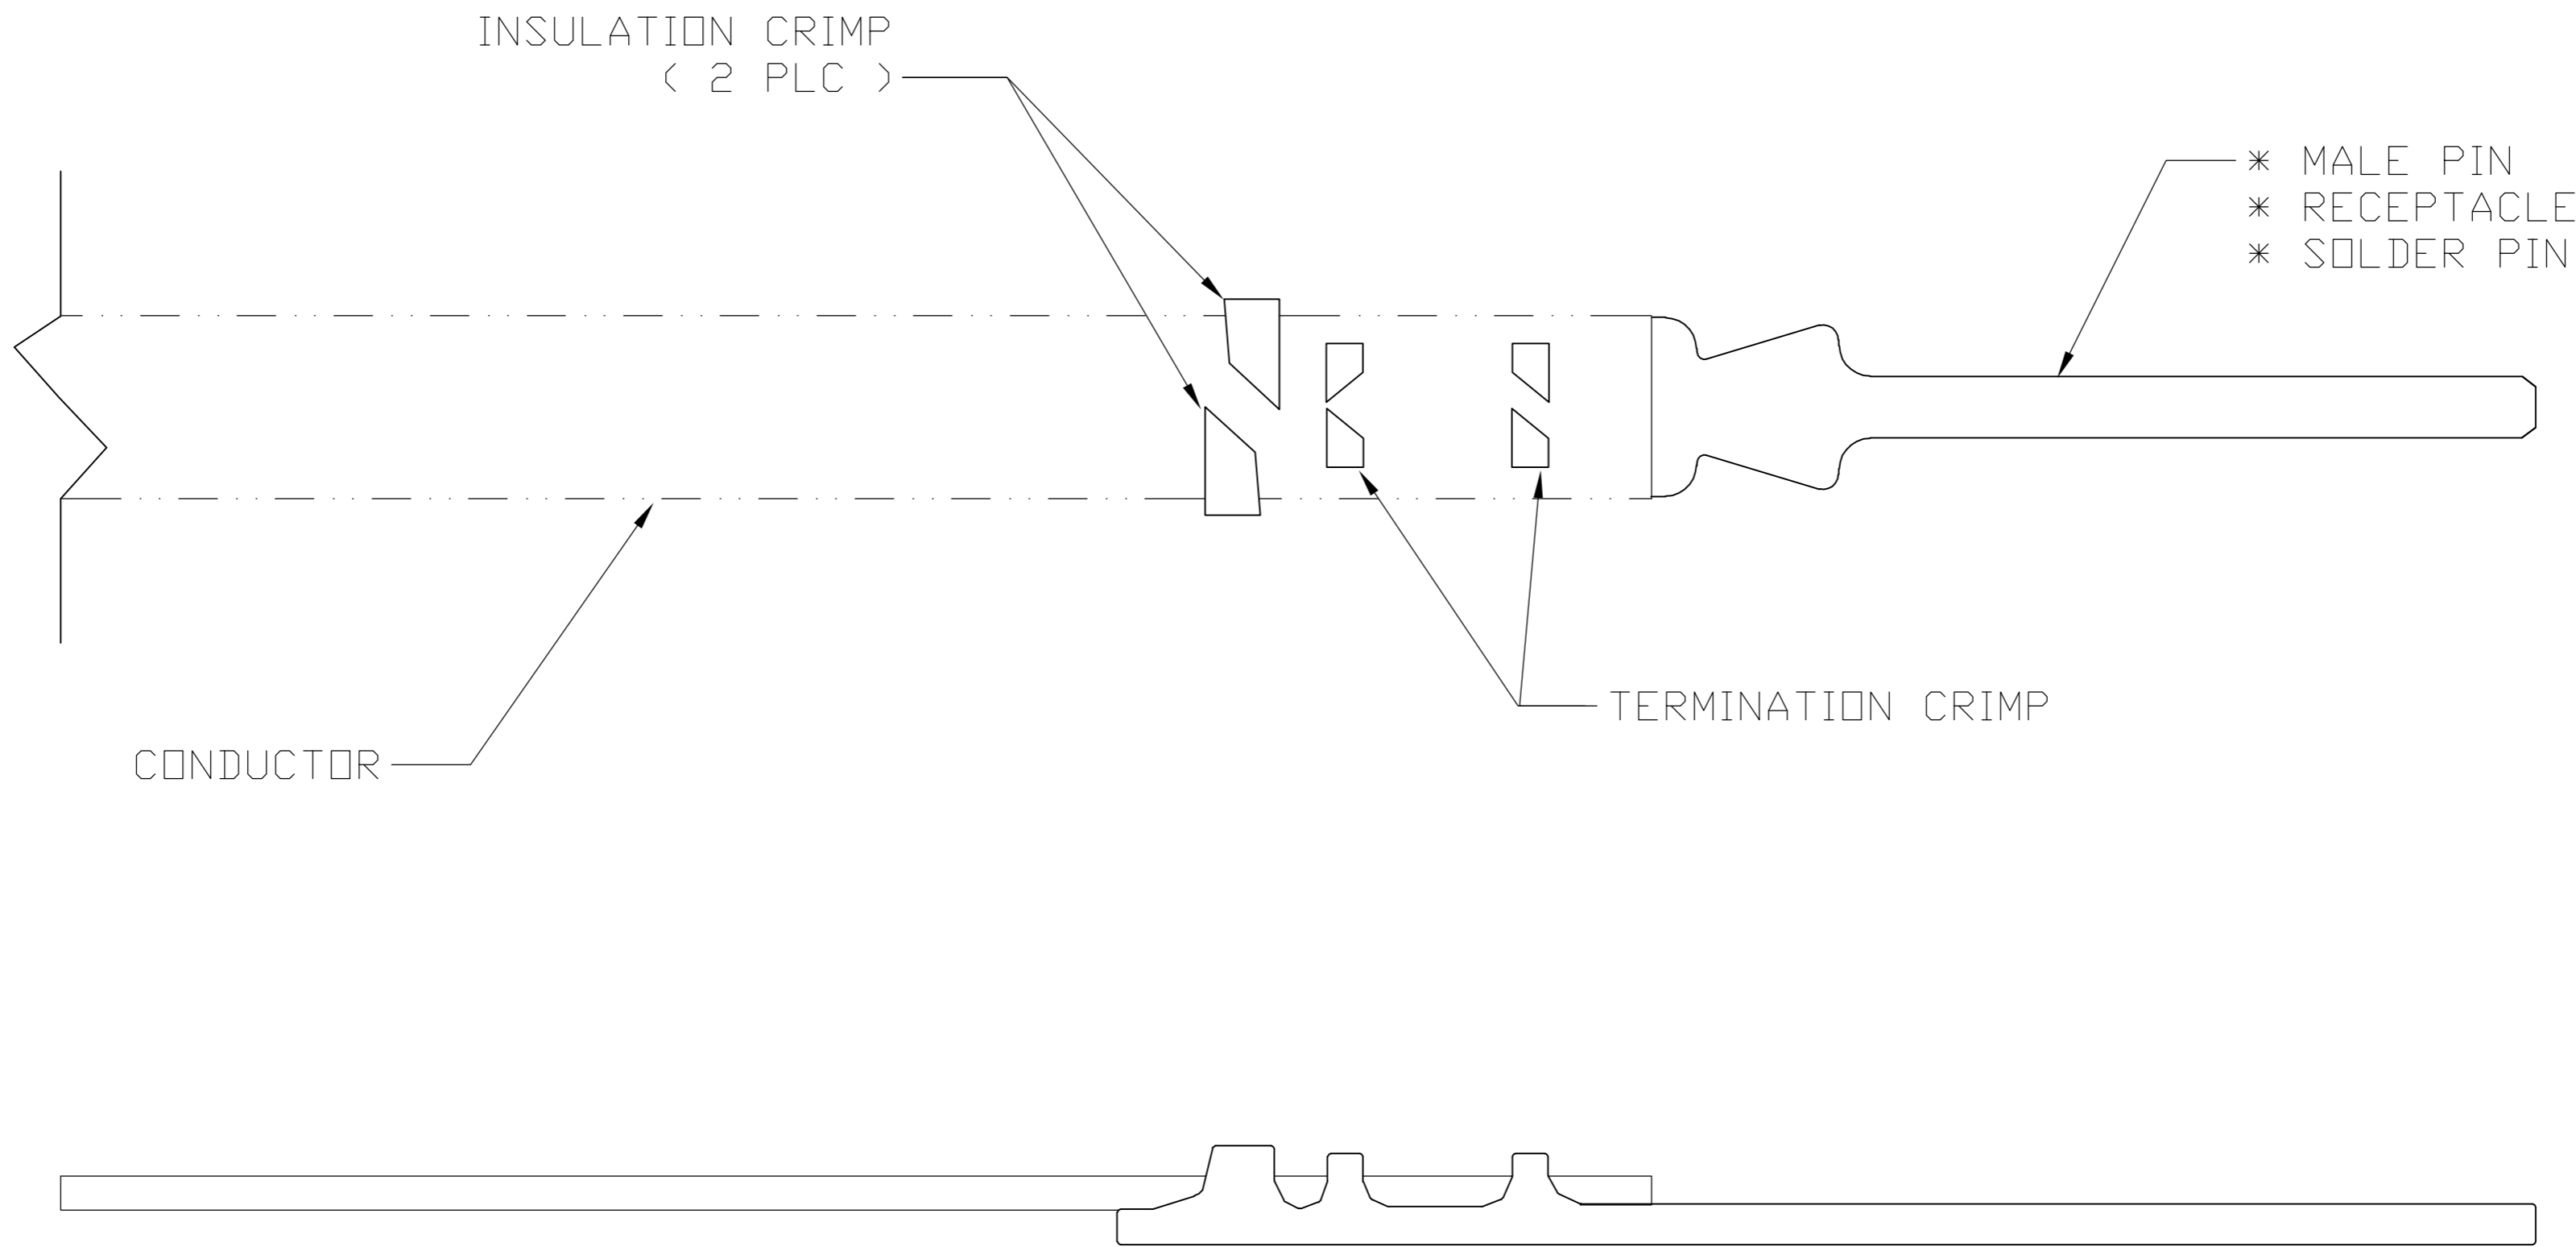 INSULATION CRIMP
( 2 PLC )
* MALE PIN
* RECEPTACLE
* SOLDER PIN
TERMINATION CRIMP
CONDUCTOR